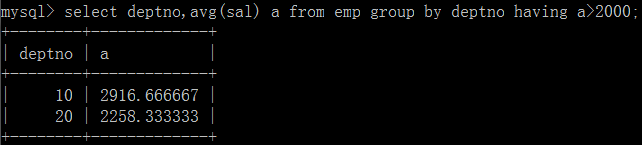 mysql> select deptno,avg(sal) a from emp group by deptno having a>2000;
+--------+-------------+
| deptno | a           |
+--------+-------------+
|     10 | 2916.666667 |
|     20 | 2258.333333 |
+--------+-------------+